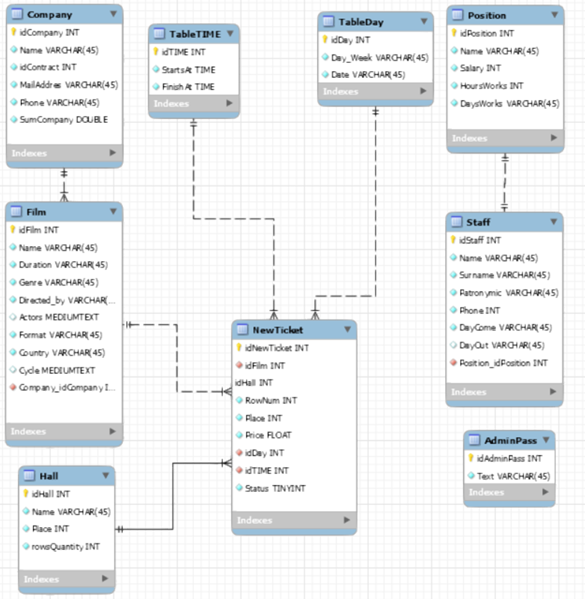 Company
idCompany INT
Name VARCHAR(45)
idContract INT
MailAddres VARCHAR(45)
Phone VARCHAR(45)
SumCompany DOUBLE
Indexes
TableTIME
idTIME INT
StartsAt TIME
FinishAt TIME
Indexes
TableDay
idDay INT
Day_Week VARCHAR(45)
Date VARCHAR(45)
Indexes
Position
idPosition INT
Name VARCHAR(45)
Salary INT
HoursWorks INT
DaysWorks VARCHAR(45)
Indexes
Film
idFilm INT
Name VARCHAR(45)
Duration VARCHAR(45)
Genre VARCHAR(45)
Directed_by VARCHAR(...
Actors MEDIUMTEXT
Format VARCHAR(45)
Country VARCHAR(45)
Cycle MEDIUMTEXT
Company_idCompany I...
Indexes
Staff
idStaff INT
Name VARCHAR(45)
Surname VARCHAR(45)
Patronymic VARCHAR(45)
Phone INT
DayCome VARCHAR(45)
DayOut VARCHAR(45)
Position_idPosition INT
Indexes
NewTicket
idNewTicket INT
idFilm INT
idHall INT
RowNum INT
Place INT
Price FLOAT
idDay INT
idTIME INT
Status TINYINT
Indexes
AdminPass
idAdminPass INT
Text VARCHAR(45)
Indexes
Hall
idHall INT
Name VARCHAR(45)
Place INT
rowsQuantity INT
Indexes